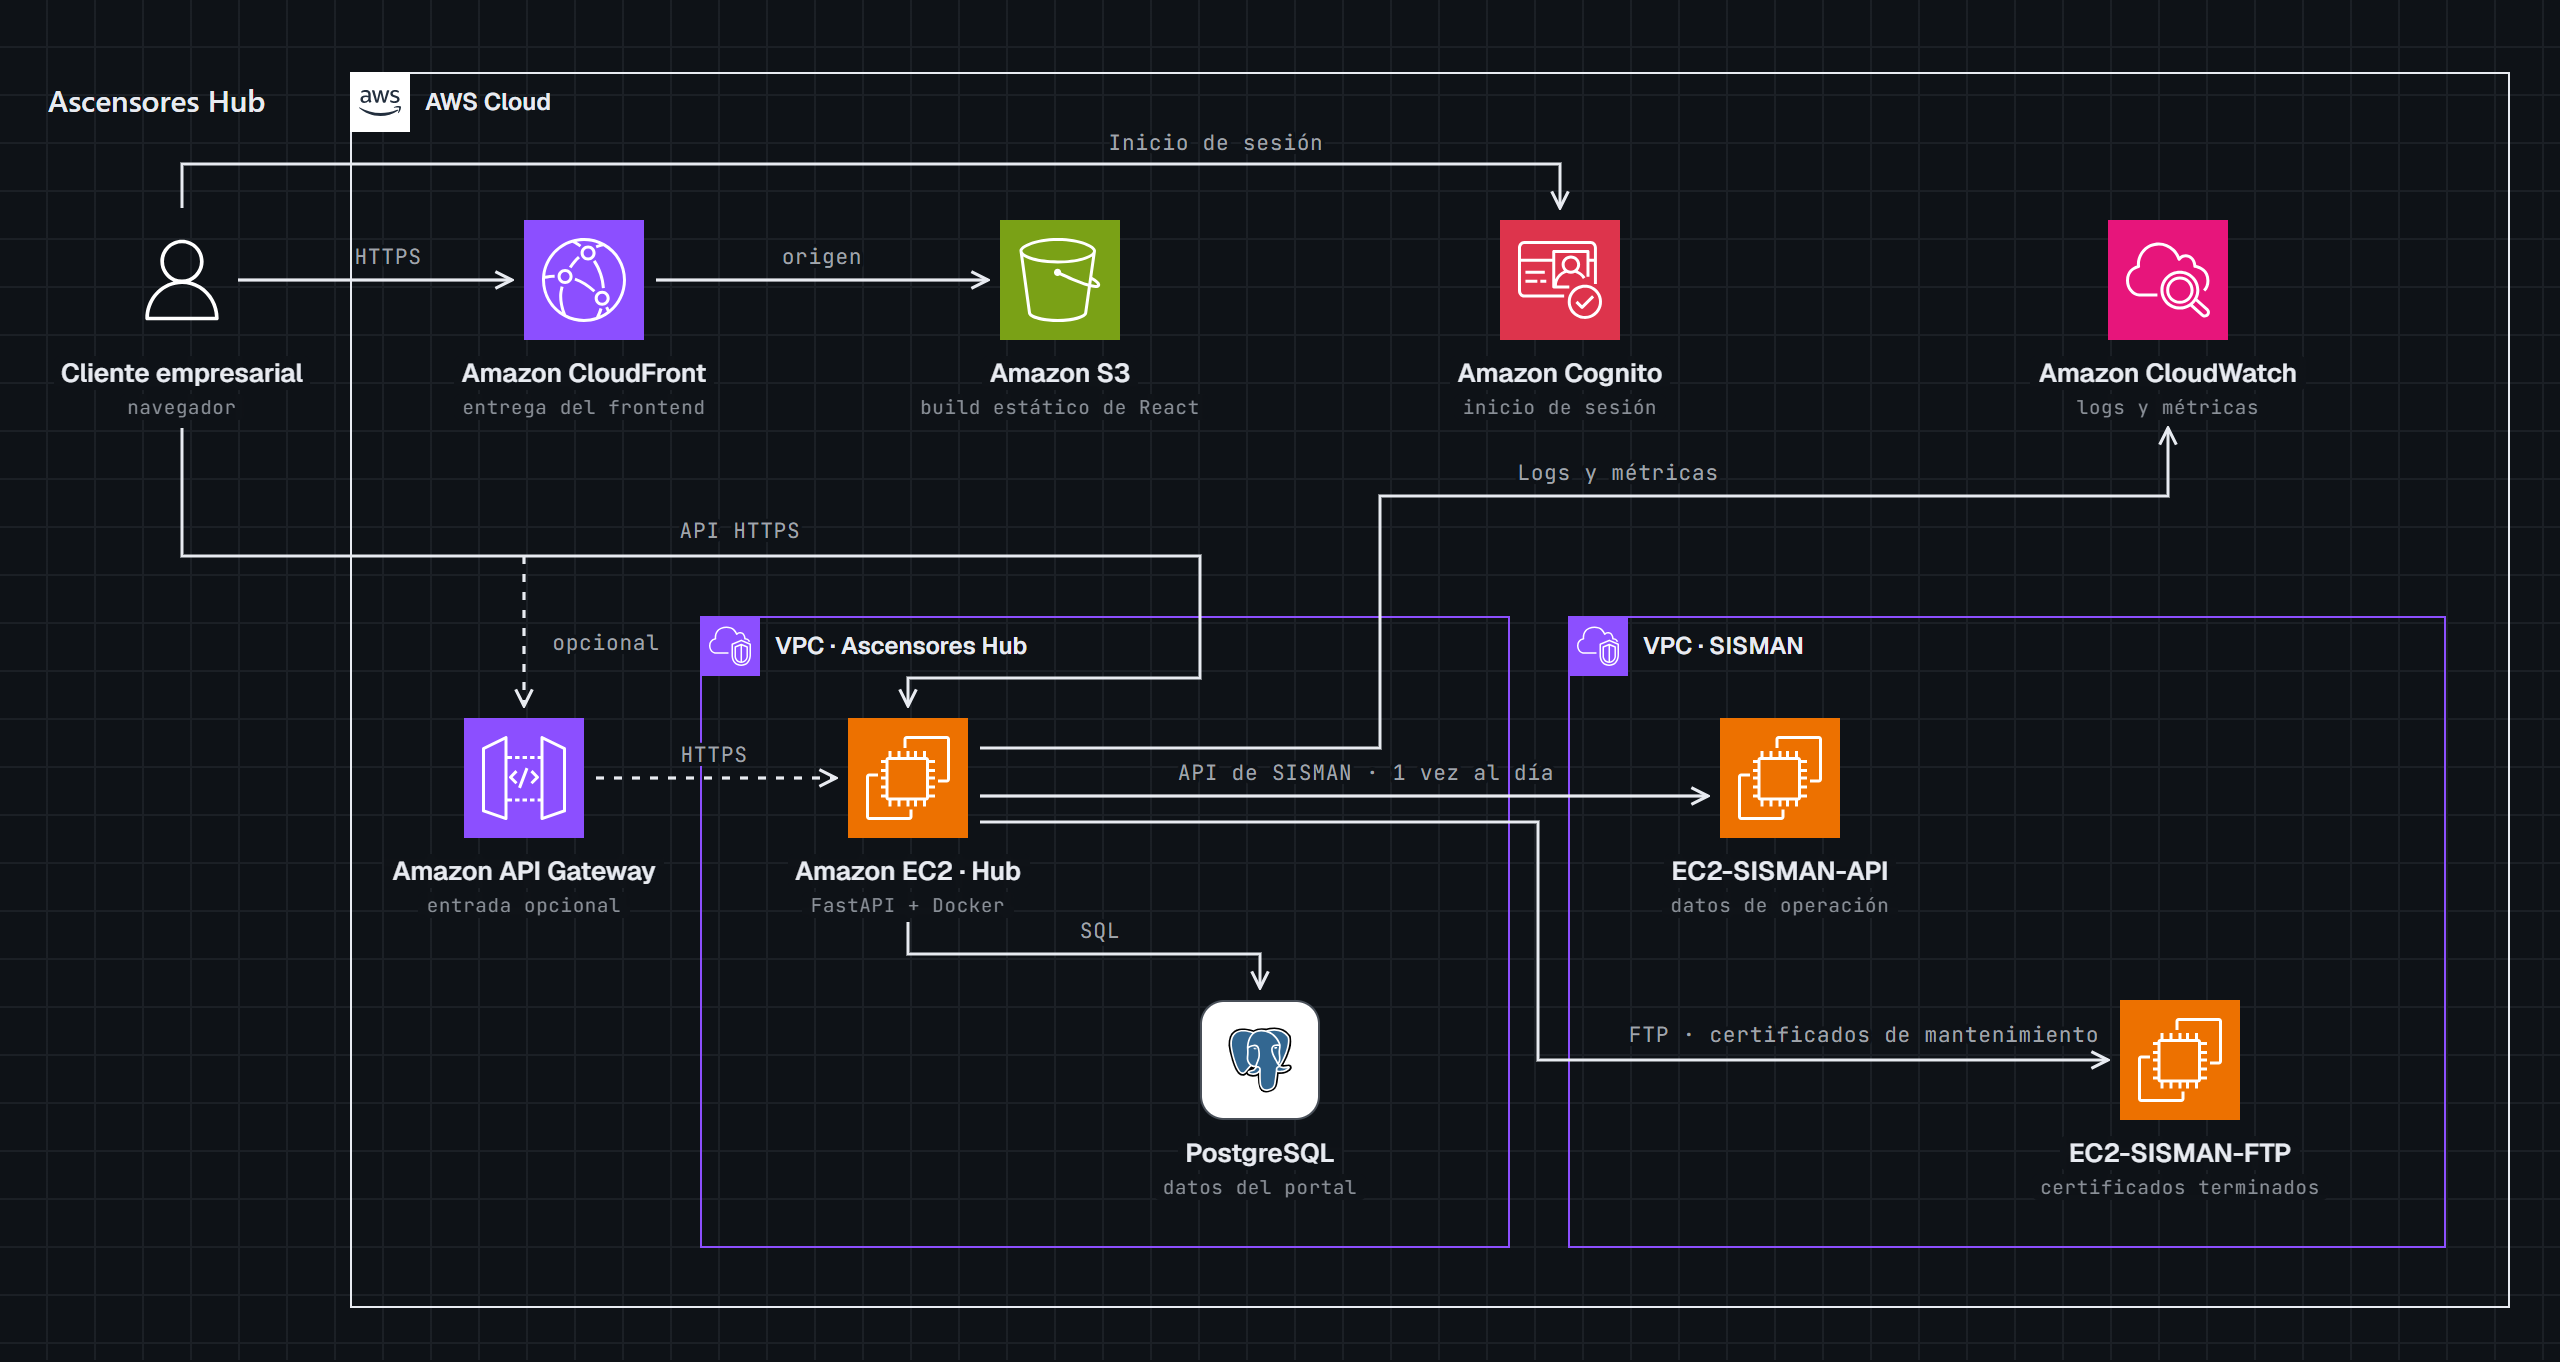 Ascensores Hub
aws
AWS Cloud
Inicio de sesión
HTTPS
origen
Cliente empresarial
navegador
Amazon CloudFront
entrega del frontend
Amazon S3
build estático de React
Amazon Cognito
inicio de sesión
Amazon CloudWatch
logs y métricas
Logs y métricas
API HTTPS
opcional
VPC · Ascensores Hub
VPC · SISMAN
</>
HTTPS
API de SISMAN · 1 vez al día
Amazon API Gateway
entrada opcional
Amazon EC2 · Hub
FastAPI + Docker
EC2-SISMAN-API
datos de operación
SQL
FTP · certificados de mantenimiento
PostgreSQL
datos del portal
EC2-SISMAN-FTP
certificados terminados